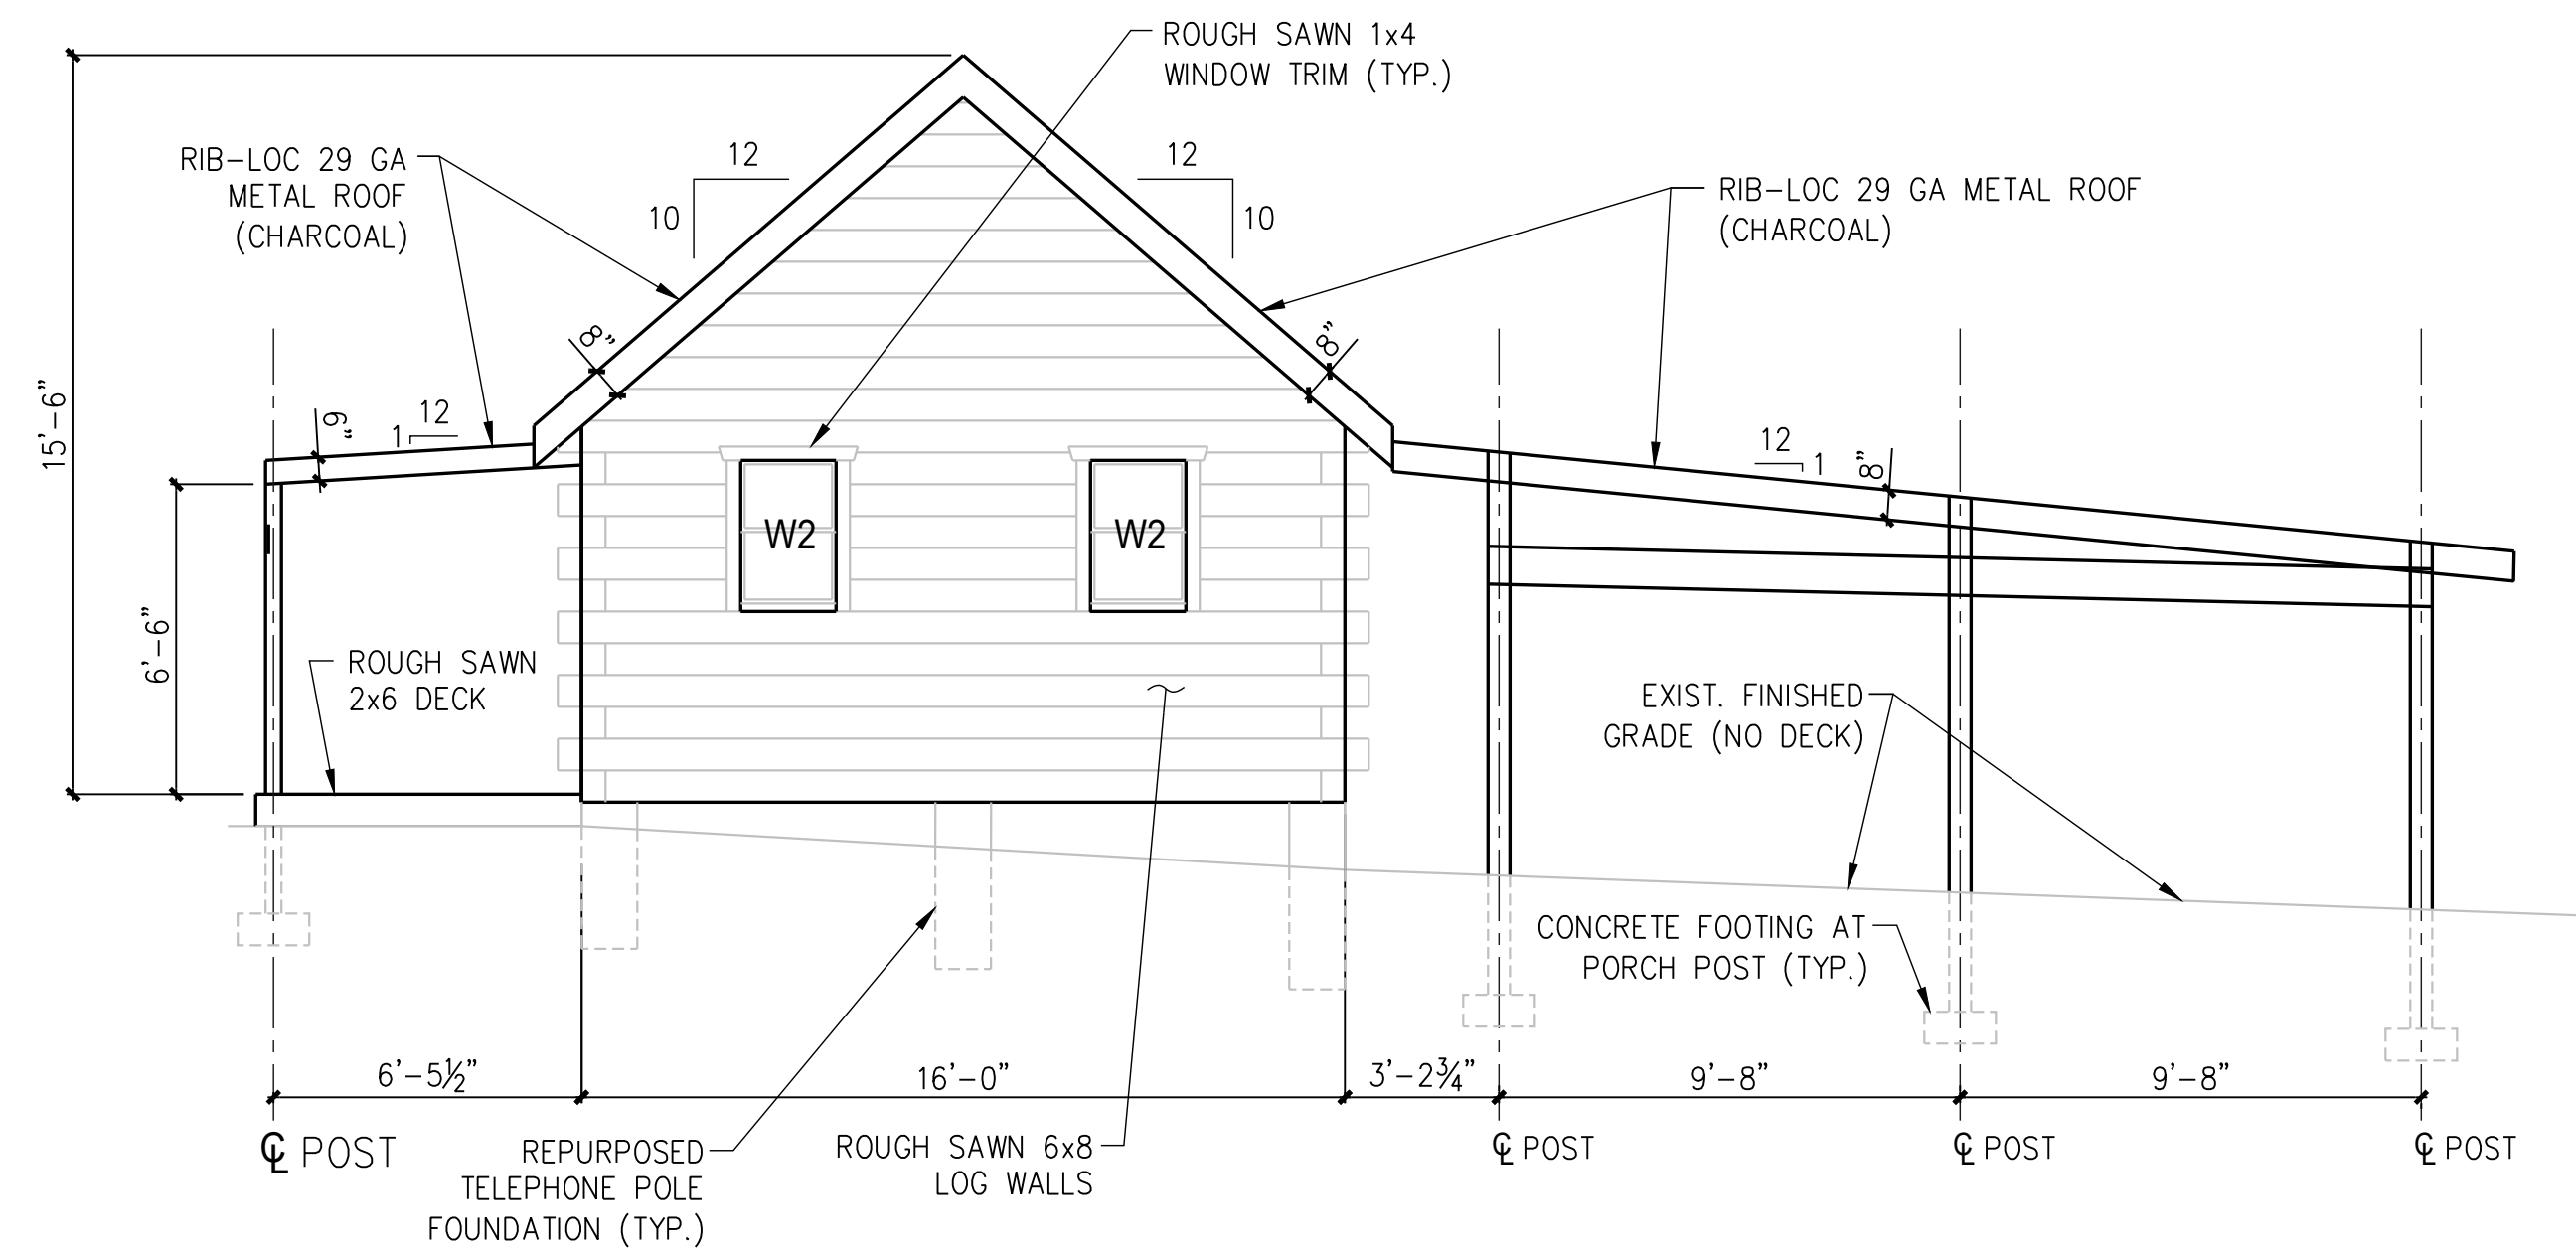 ROUGH SAWN 1x4
WINDOW TRIM (TYP.)
RIB-LOC 29 GA
METAL ROOF
(CHARCOAL)
12
10
12
10
RIB-LOC 29 GA METAL ROOF
(CHARCOAL)
8"
8"
15'-6"
6"
1
12
12
1
8"
W2
W2
6'-6"
ROUGH SAWN
2x6 DECK
EXIST. FINISHED
GRADE (NO DECK)
CONCRETE FOOTING AT
PORCH POST (TYP.)
6'-5½"
16'-0"
3'-2¾"
9'-8"
9'-8"
℄ POST
REPURPOSED
TELEPHONE POLE
FOUNDATION (TYP.)
ROUGH SAWN 6x8
LOG WALLS
℄ POST
℄ POST
℄ POST